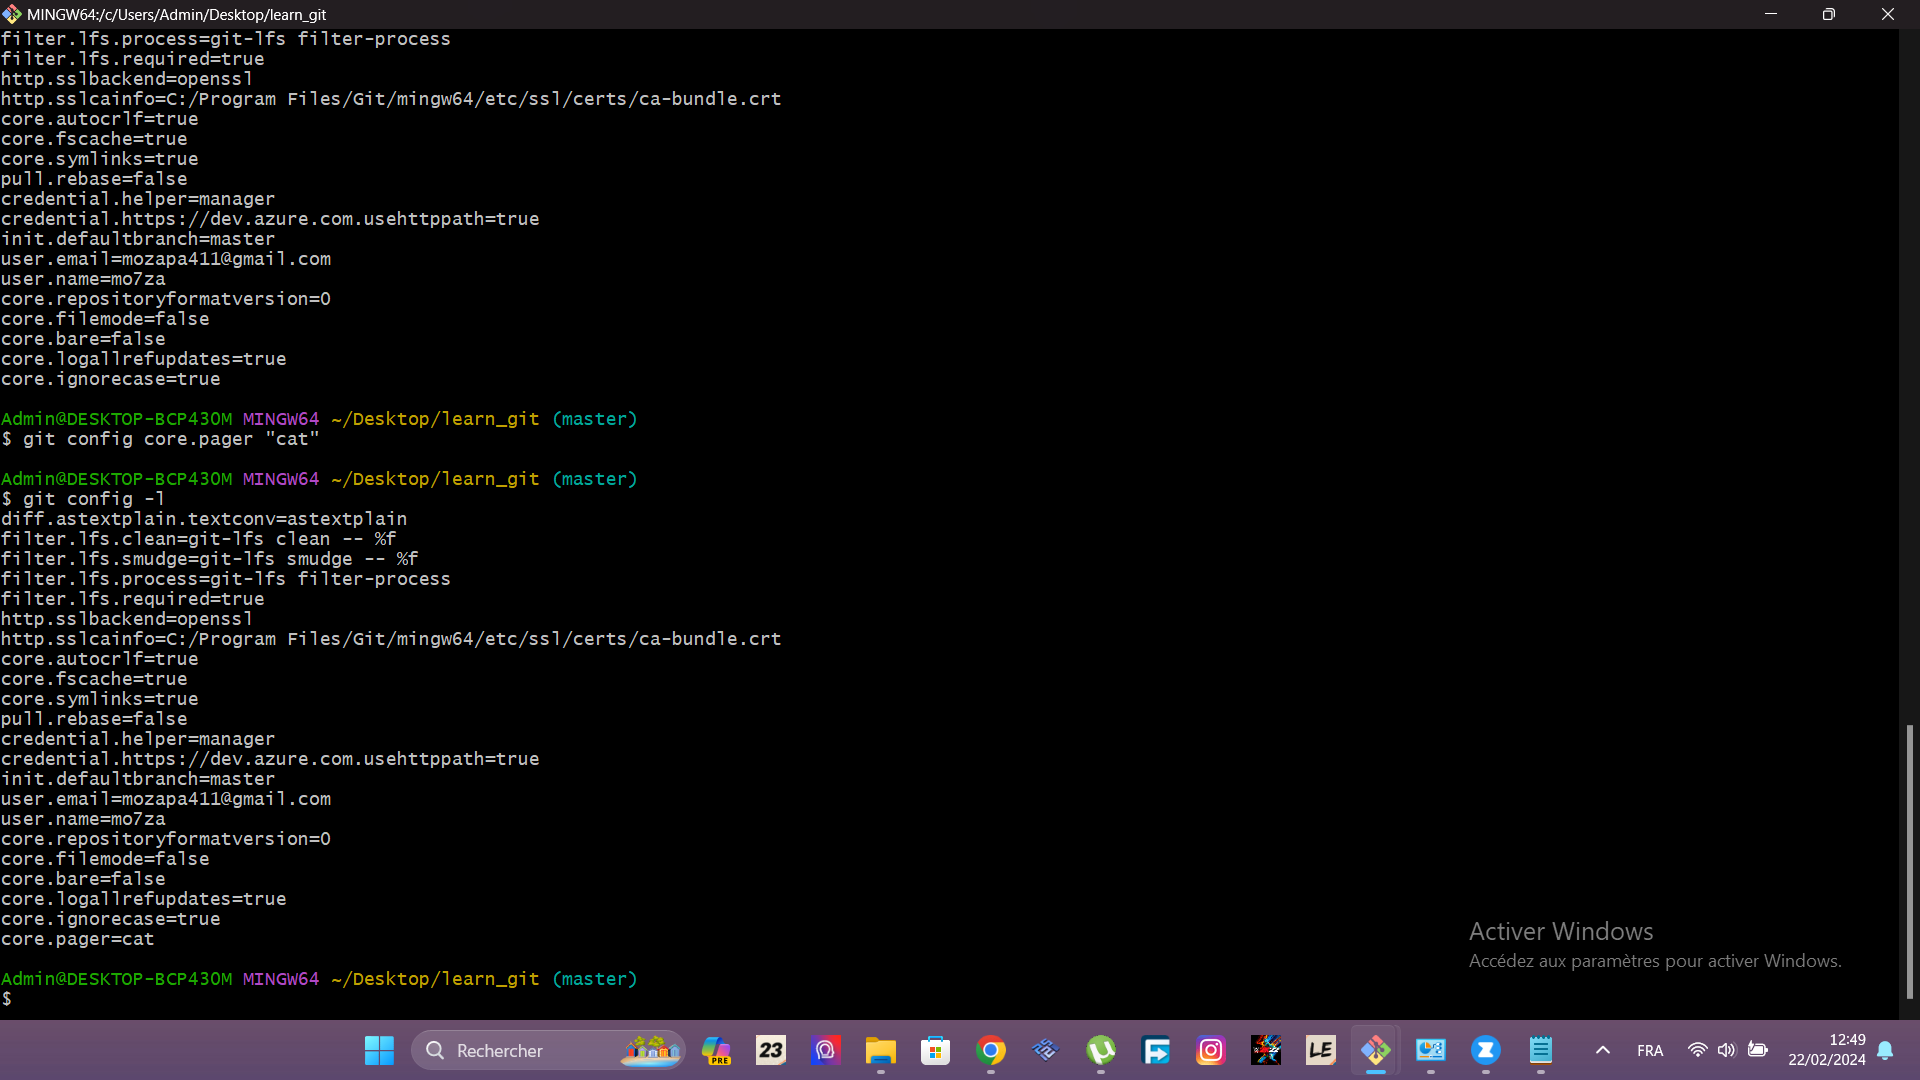 MINGW64:/c/Users/Admin/Desktop/learn_git
filter.lfs.process=git-lfs filter-process
filter.lfs.required=true
http.sslbackend=openssl
http.sslcainfo=C:/Program Files/Git/mingw64/etc/ssl/certs/ca-bundle.crt
core.autocrlf=true
core.fscache=true
core.symlinks=true
pull.rebase=false
credential.helper=manager
credential.https://dev.azure.com.usehttppath=true
init.defaultbranch=master
user.email=mozapa411@gmail.com
user.name=mo7za
core.repositoryformatversion=0
core.filemode=false
core.bare=false
core.logallrefupdates=true
core.ignorecase=true
Admin@DESKTOP-BCP430M MINGW64 ~/Desktop/learn_git (master)
$ git config core.pager "cat"
Admin@DESKTOP-BCP430M MINGW64 ~/Desktop/learn_git (master)
$ git config -l
diff.astextplain.textconv=astextplain
filter.lfs.clean=git-lfs clean -- %f
filter.lfs.smudge=git-lfs smudge -- %f
filter.lfs.process=git-lfs filter-process
filter.lfs.required=true
http.sslbackend=openssl
http.sslcainfo=C:/Program Files/Git/mingw64/etc/ssl/certs/ca-bundle.crt
core.autocrlf=true
core.fscache=true
core.symlinks=true
pull.rebase=false
credential.helper=manager
credential.https://dev.azure.com.usehttppath=true
init.defaultbranch=master
user.email=mozapa411@gmail.com
user.name=mo7za
core.repositoryformatversion=0
core.filemode=false
core.bare=false
core.logallrefupdates=true
core.ignorecase=true
core.pager=cat
Admin@DESKTOP-BCP430M MINGW64 ~/Desktop/learn_git (master)
$
Activer Windows
Accédez aux paramètres pour activer Windows.
Rechercher
PRE
23
LE
FRA
12:49
22/02/2024